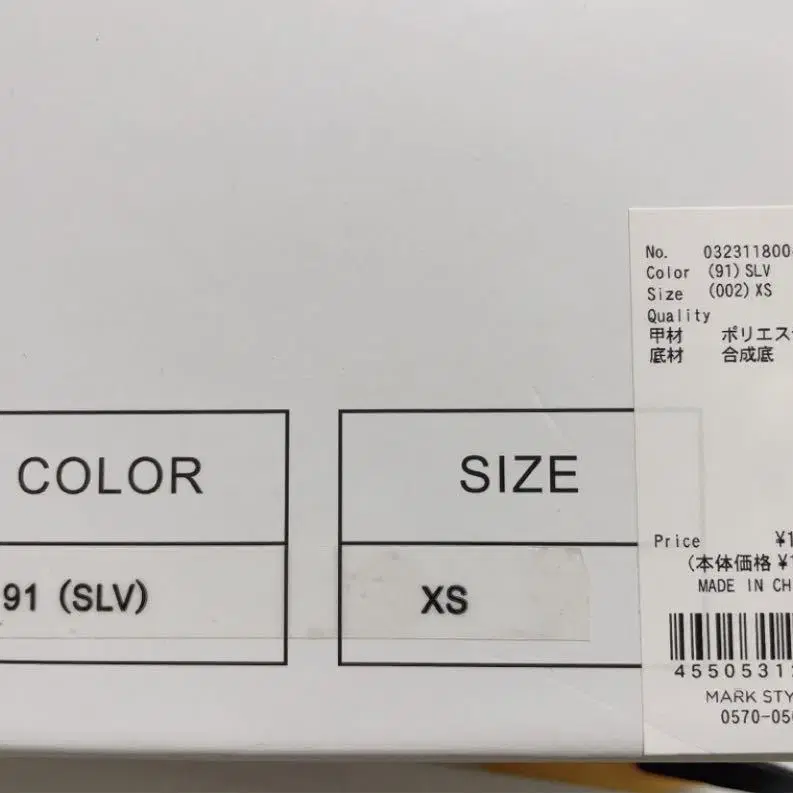 COLOR
91 (SLV)
SIZE
XS
No. 032311800
Color (91) SLV
Size (002) XS
Quality
甲材 ポリエス
底材 合成底
Price ¥1
(本体価格 ¥
MADE IN CH
4550531
MARK STY
0570-05